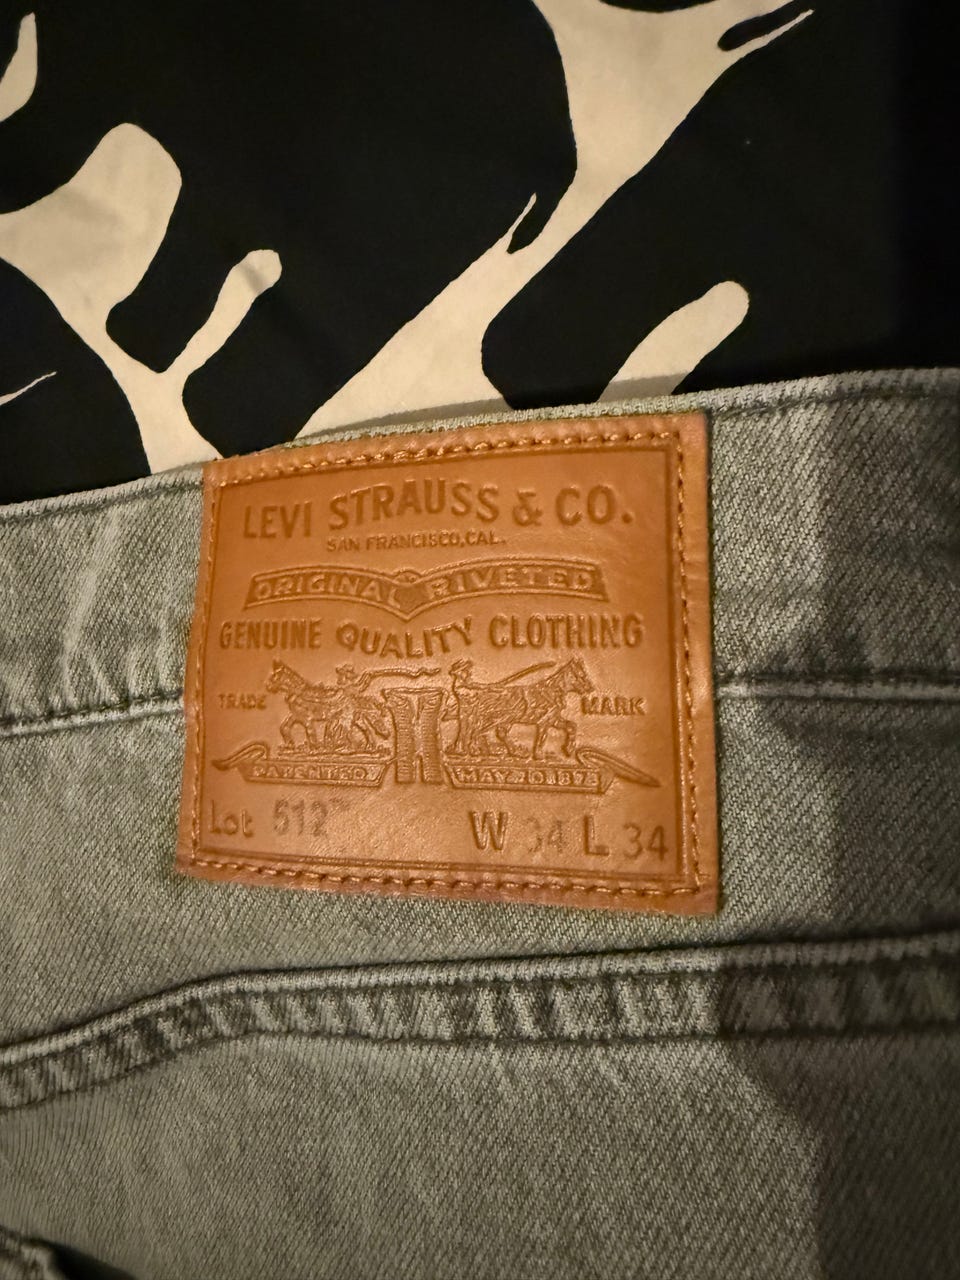 LEVI STRAUSS & CO.
SAN FRANCISCO, CAL.
ORIGINAL RIVETED
GENUINE QUALITY CLOTHING
TRADE MARK
PATENTED MAY 20 1873
Lot 512™ W 34 L 34